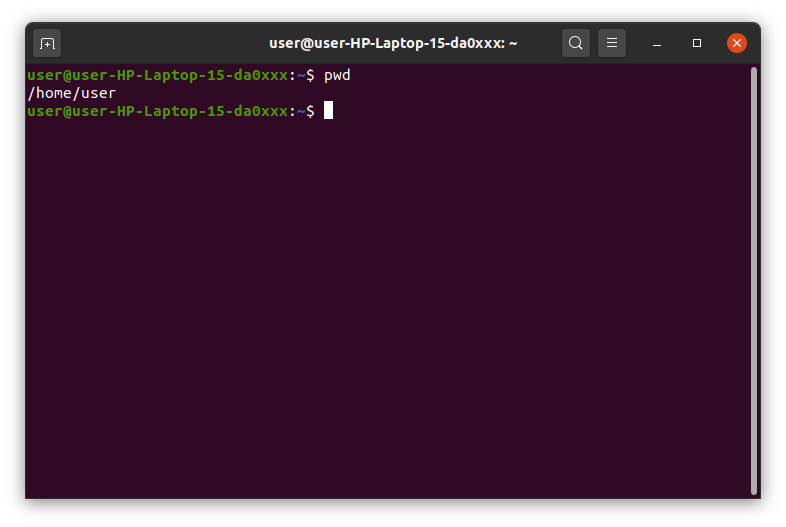 user@user-HP-Laptop-15-da0xxx: ~
user@user-HP-Laptop-15-da0xxx:~$ pwd
/home/user
user@user-HP-Laptop-15-da0xxx:~$